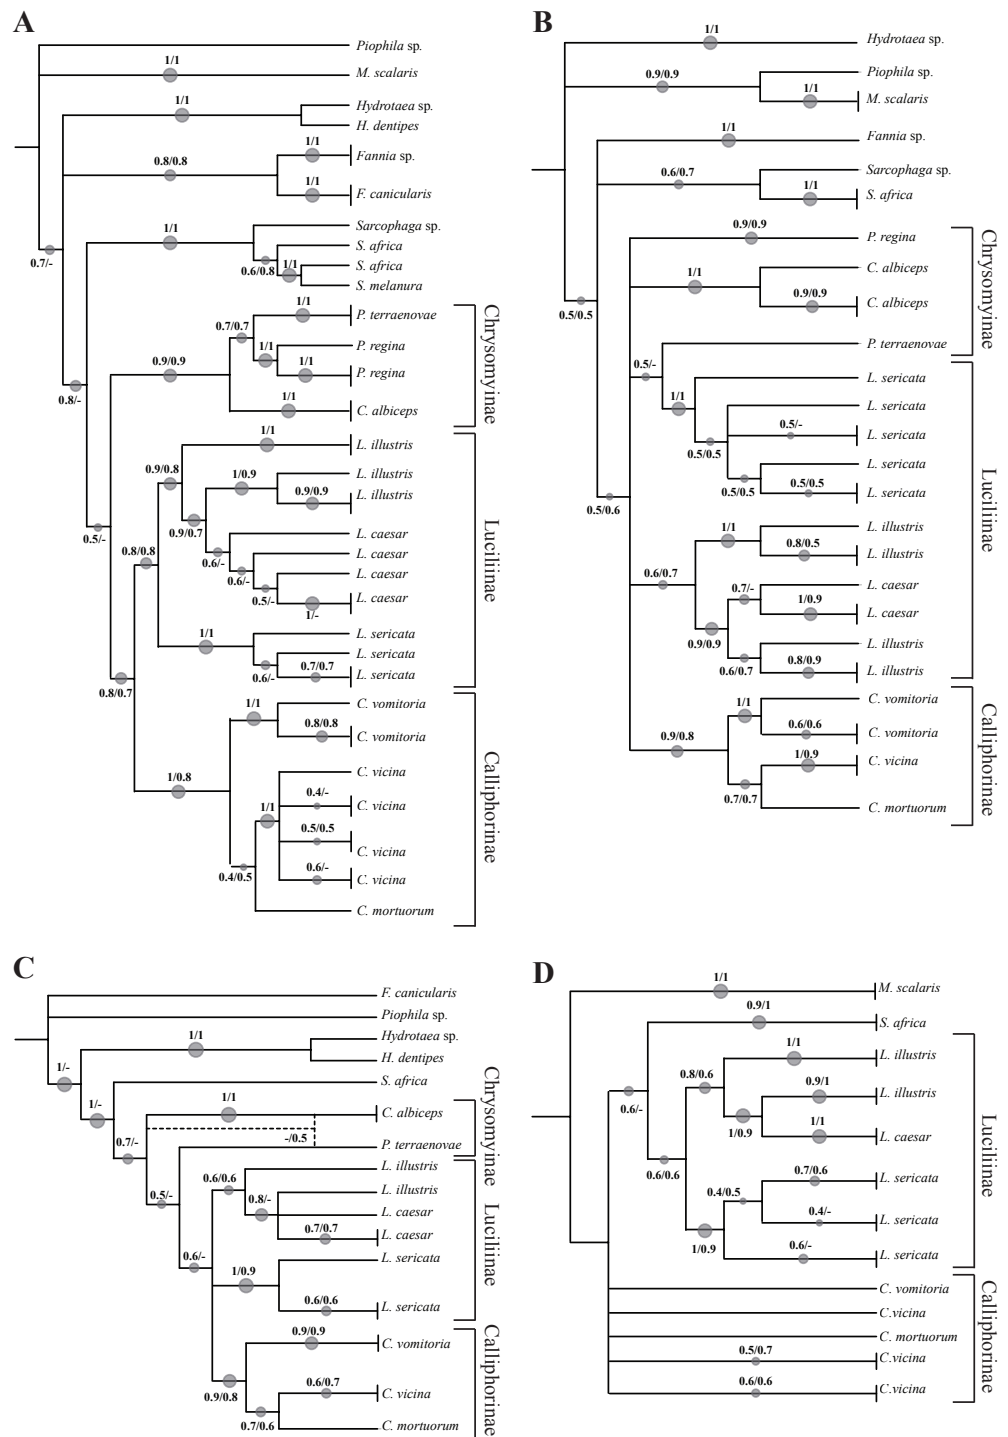 A
Piophila sp.
1/1
M. scalaris
1/1
Hydrotaea sp.
H. dentipes
1/1
0.8/0.8
Fannia sp.
1/1
F. canicularis
0.7/-
1/1
Sarcophaga sp.
S. africa
0.6/0.8
1/1
S. africa
S. melanura
1/1
P. terraenovae
0.7/0.7
P. regina
1/1
1/1
P. regina
0.9/0.9
0.8/-
1/1
C. albiceps
Chrysomyinae
1/1
L. illustris
0.9/0.8
1/0.9
L. illustris
0.9/0.9
L. illustris
0.9/0.7
0.5/-
L. caesar
0.8/0.8
0.6/-
L. caesar
0.6/-
L. caesar
0.5/-
L. caesar
1/-
1/1
L. sericata
L. sericata
0.6/-
0.7/0.7
L. sericata
Luciliinae
0.8/0.7
1/1
C. vomitoria
0.8/0.8
C. vomitoria
1/0.8
C. vicina
0.4/-
C. vicina
1/1
0.5/0.5
C. vicina
0.6/-
C. vicina
0.4/0.5
C. mortuorum
Calliphorinae
B
1/1
Hydrotaea sp.
0.9/0.9
Piophila sp.
1/1
M. scalaris
1/1
Fannia sp.
0.6/0.7
Sarcophaga sp.
1/1
S. africa
0.9/0.9
P. regina
1/1
C. albiceps
0.9/0.9
C. albiceps
0.5/0.5
P. terraenovae
Chrysomyinae
0.5/-
1/1
L. sericata
L. sericata
0.5/-
L. sericata
0.5/0.5
L. sericata
0.5/0.5
0.5/0.5
L. sericata
0.5/0.6
1/1
L. illustris
0.8/0.5
L. illustris
0.6/0.7
0.7/-
L. caesar
1/0.9
L. caesar
0.9/0.9
L. illustris
0.6/0.7
0.8/0.9
L. illustris
Luciliinae
1/1
C. vomitoria
0.6/0.6
C. vomitoria
0.9/0.8
1/0.9
C. vicina
0.7/0.7
C. mortuorum
Calliphorinae
C
F. canicularis
Piophila sp.
1/1
Hydrotaea sp.
H. dentipes
1/-
S. africa
1/-
1/1
C. albiceps
-/0.5
0.7/-
P. terraenovae
Chrysomyinae
0.6/0.6
L. illustris
L. illustris
0.8/-
0.5/-
L. caesar
0.7/0.7
L. caesar
0.6/-
L. sericata
1/0.9
0.6/0.6
L. sericata
Luciliinae
0.9/0.9
C. vomitoria
0.6/0.7
C. vicina
0.9/0.8
0.7/0.6
C. mortuorum
Calliphorinae
D
1/1
M. scalaris
0.9/1
S. africa
1/1
L. illustris
0.8/0.6
0.9/1
L. illustris
0.6/-
1/0.9
1/1
L. caesar
0.6/0.6
0.7/0.6
L. sericata
0.4/0.5
0.4/-
L. sericata
1/0.9
0.6/-
L. sericata
Luciliinae
C. vomitoria
C.vicina
C. mortuorum
0.5/0.7
C.vicina
0.6/0.6
C.vicina
Calliphorinae